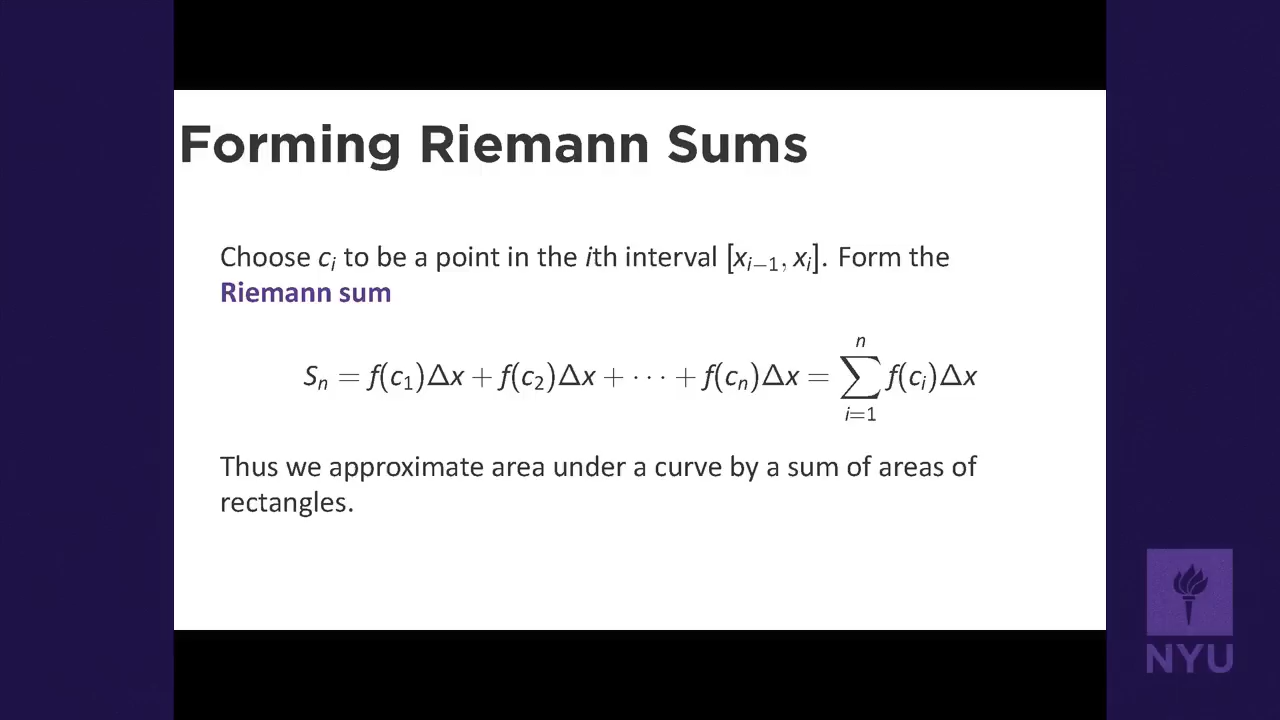 Forming Riemann Sums
Choose cᵢ to be a point in the ith interval [xᵢ₋₁, xᵢ]. Form the
Riemann sum
Sₙ = f(c₁)Δx + f(c₂)Δx + ⋯ + f(cₙ)Δx = ∑ⁿᵢ₌₁ f(cᵢ)Δx
Thus we approximate area under a curve by a sum of areas of
rectangles.
NYU